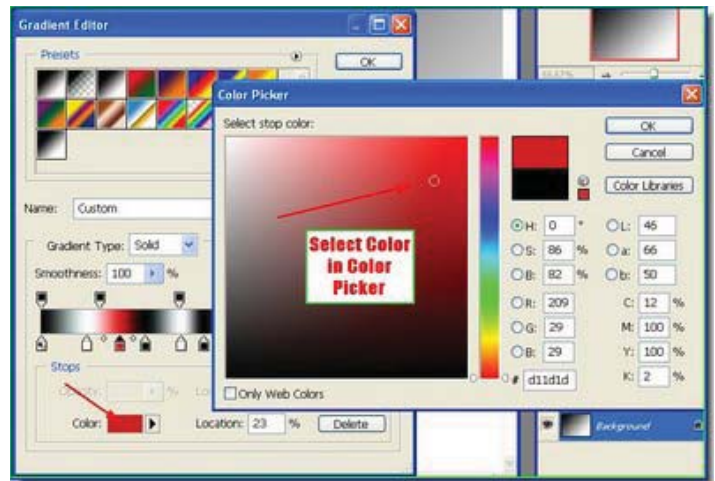 Gradient Editor
Presets
OK
Name: Custom
Gradient Type: Solid
Smoothness: 100 %
Stops
Opacity: %
Color: Location: 23 % Delete
Color Picker
Select stop color:
OK
Cancel
Color Libraries
Select Color
in Color
Picker
H: 0 °
S: 86 %
B: 82 %
R: 209
G: 29
B: 29
# d11d1d
L: 46
a: 66
b: 50
C: 12 %
M: 100 %
Y: 100 %
K: 2 %
Only Web Colors
Background